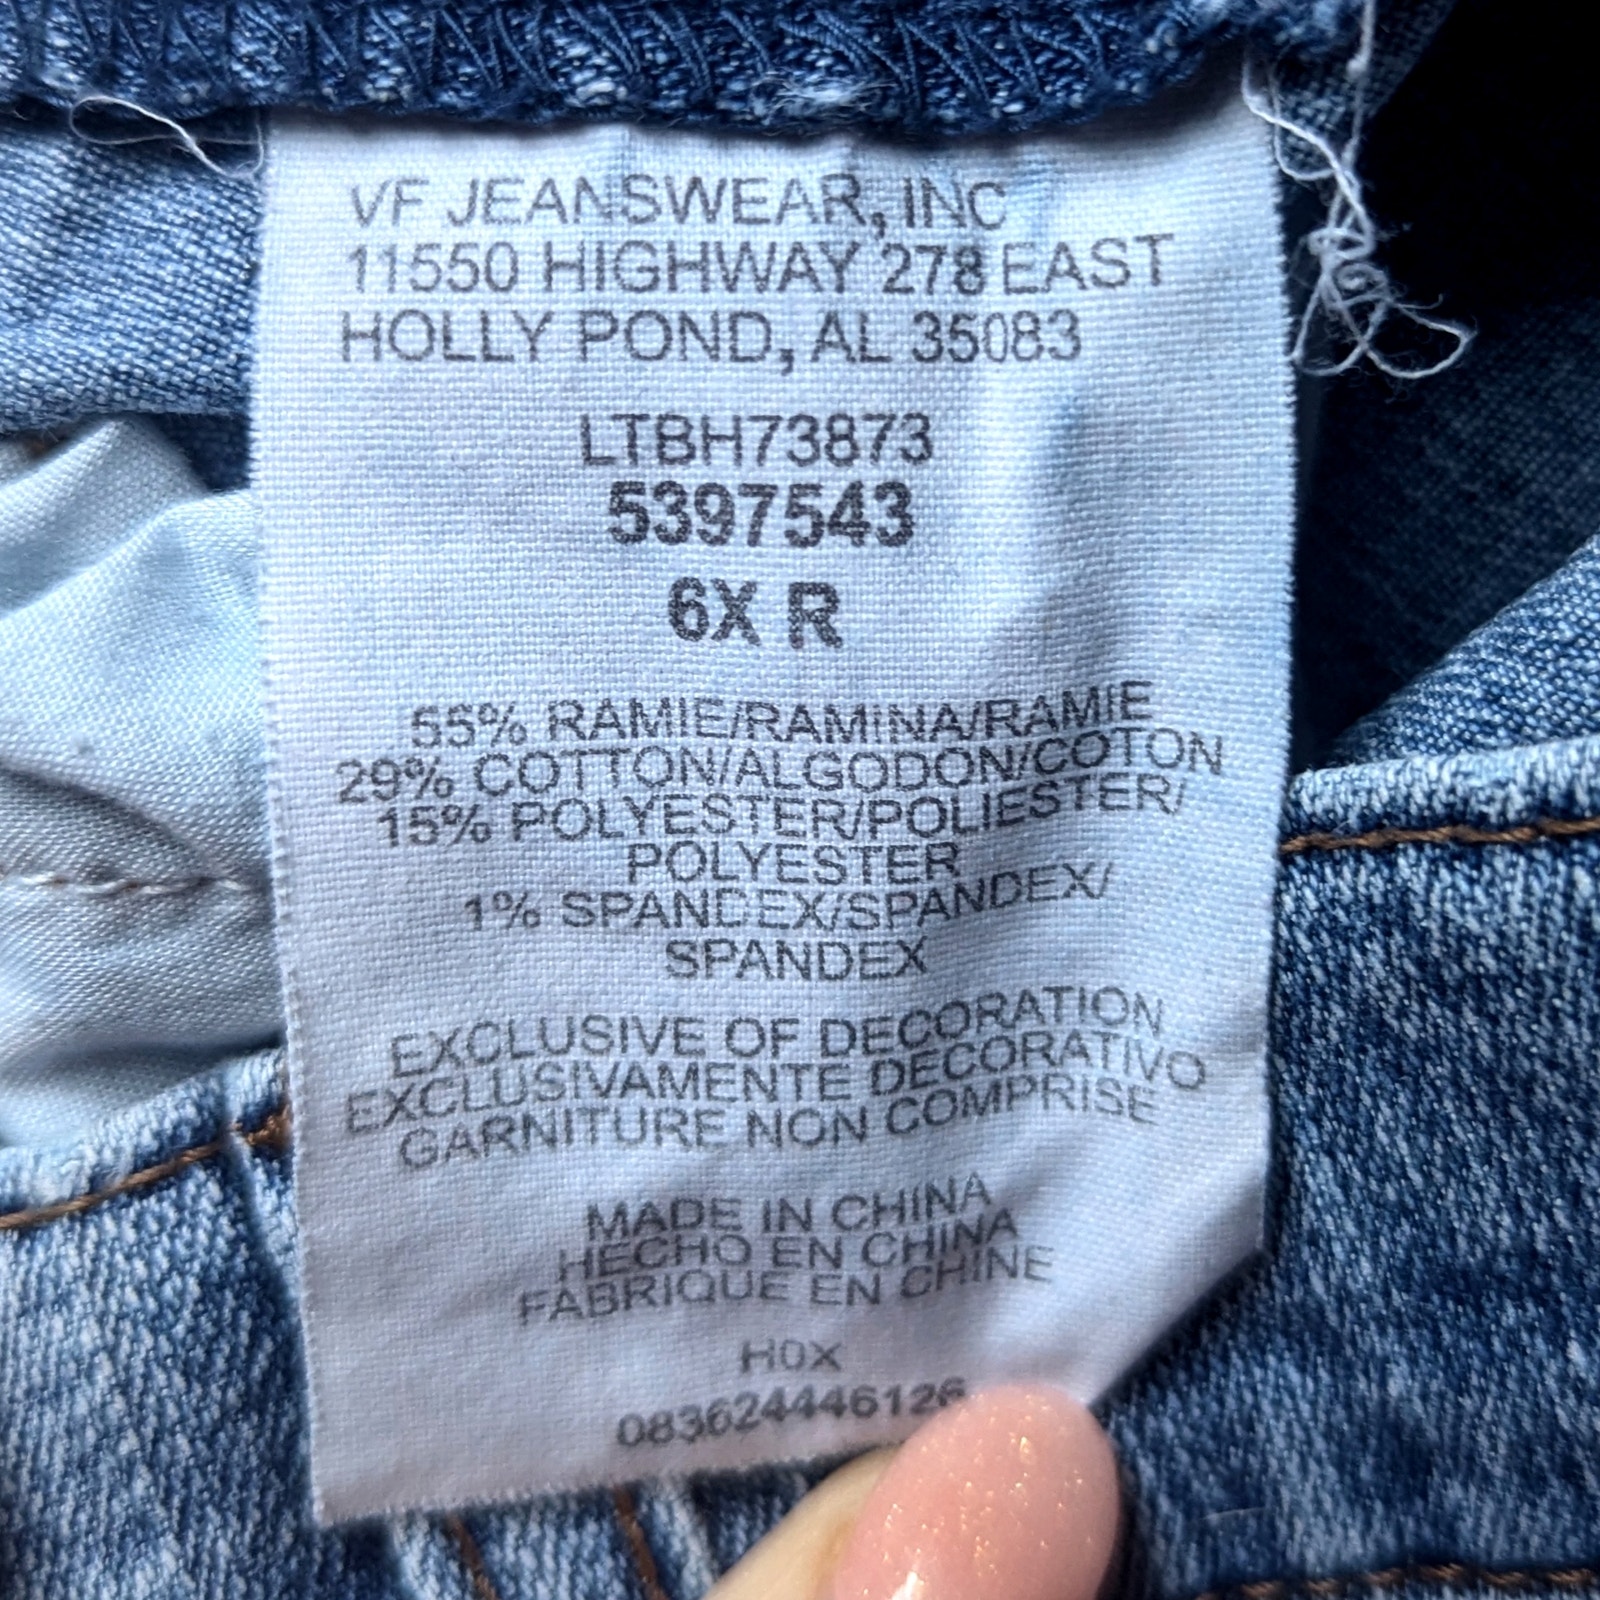 VF JEANSWEAR, INC
11550 HIGHWAY 278 EAST
HOLLY POND, AL 35083
LTBH73873
5397543
6X R
55% RAMIE/RAMINA/RAMIE
29% COTTON/ALGODON/COTON
15% POLYESTER/POLIESTER/
POLYESTER
1% SPANDEX/SPANDEX/
SPANDEX
EXCLUSIVE OF DECORATION
EXCLUSIVAMENTE DECORATIVO
GARNITURE NON COMPRISE
MADE IN CHINA
HECHO EN CHINA
FABRIQUE EN CHINE
H0X
083624446126